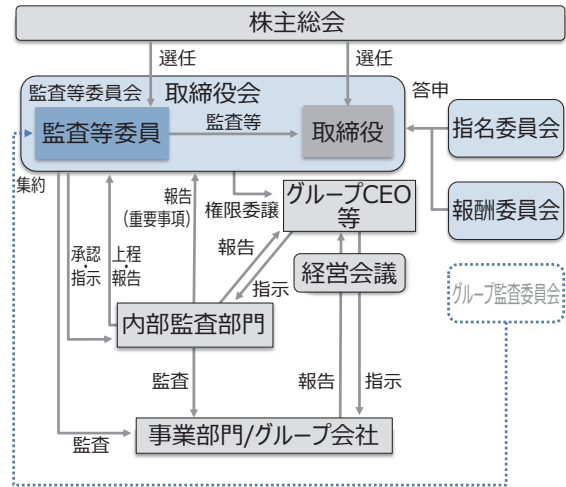 株主総会
選任
選任
監査等委員会
取締役会
答申
監査等委員
監査等
取締役
指名委員会
集約
報告
(重要事項)
権限委譲
グループCEO
等
報酬委員会
承認・指示
上程・報告
報告
指示
経営会議
グループ監査委員会
内部監査部門
監査
報告
指示
事業部門/グループ会社
監査